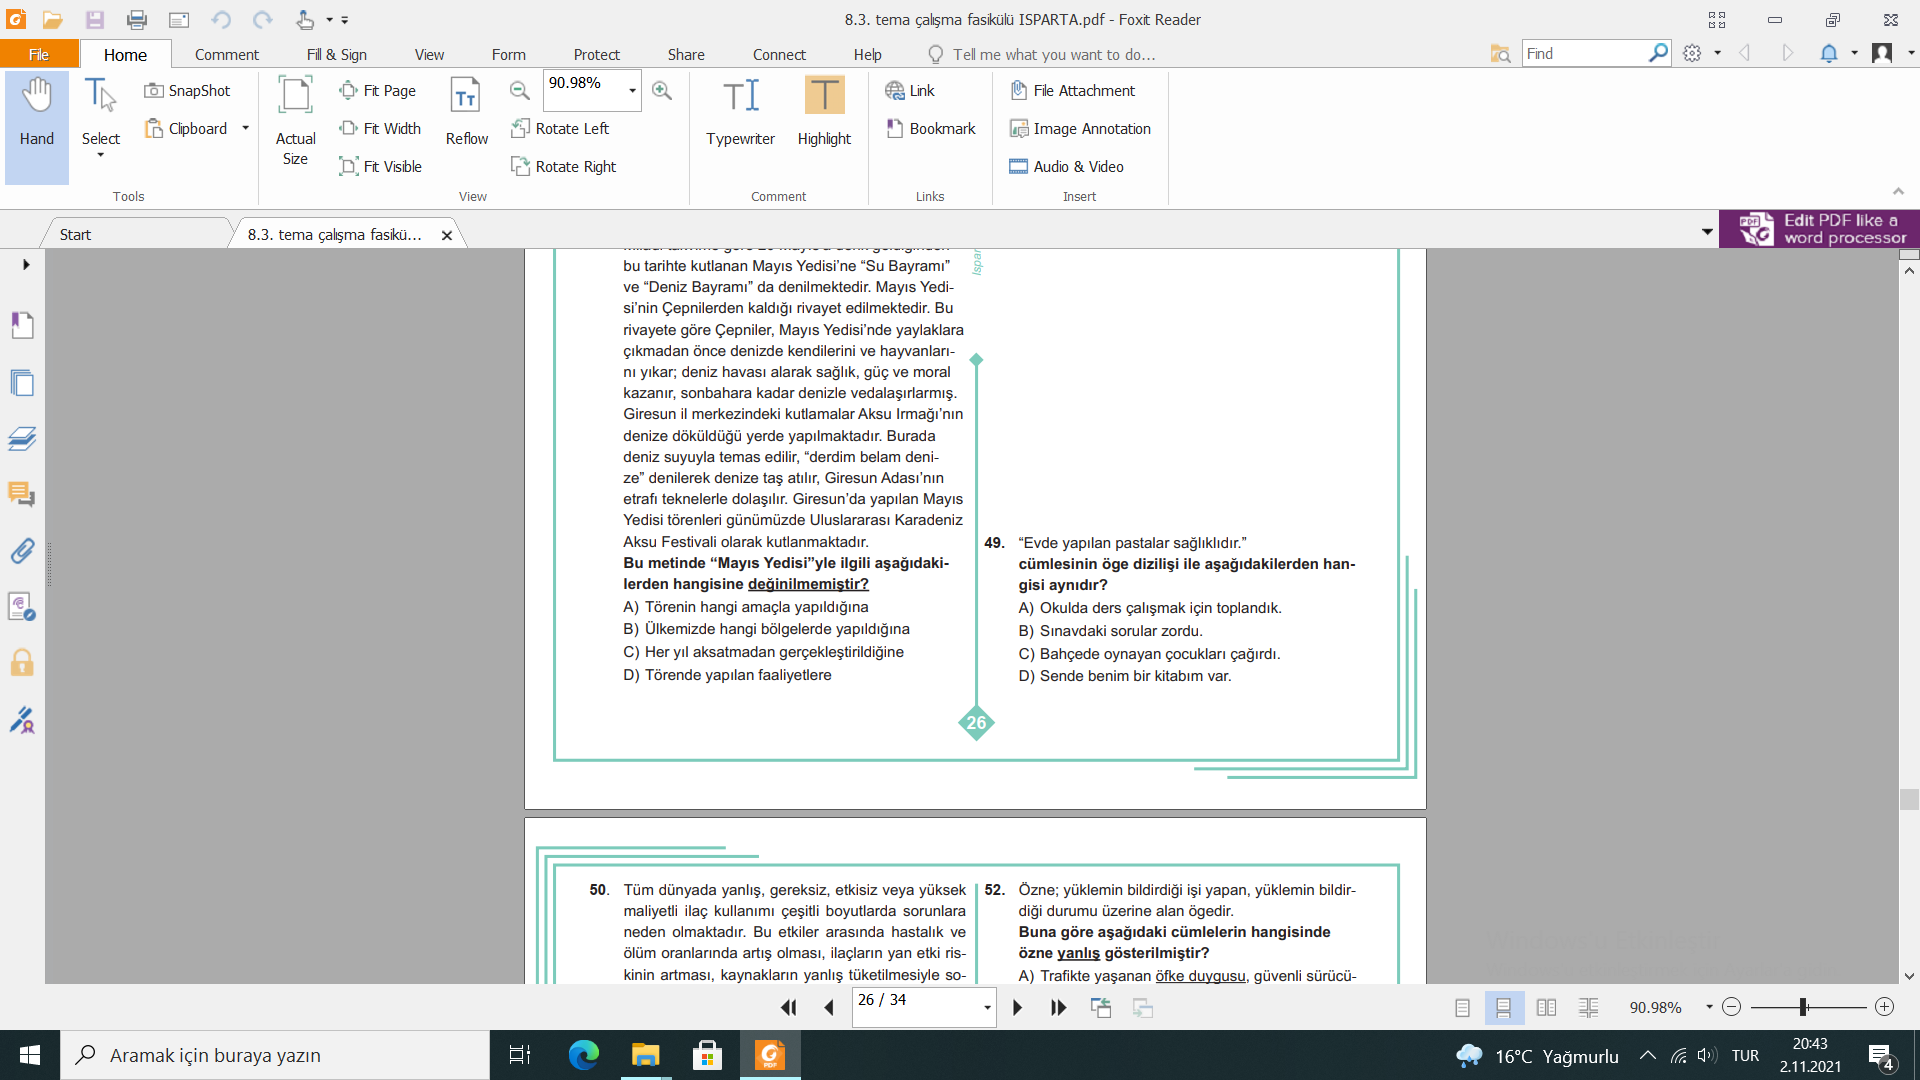 8.3. tema çalışma fasikülü ISPARTA.pdf - Foxit Reader
File
Home
Comment
Fill & Sign
View
Form
Protect
Share
Connect
Help
Tell me what you want to do...
Find
Hand
Select
SnapShot
Clipboard
Tools
Actual
Size
Fit Page
Fit Width
Fit Visible
Reflow
90.98%
Rotate Left
Rotate Right
View
Typewriter
Highlight
Comment
Link
Bookmark
Links
File Attachment
Image Annotation
Audio & Video
Insert
Start
8.3. tema çalışma fasikü...
Edit PDF like a
word processor
bu tarihte kutlanan Mayıs Yedisi’ne “Su Bayramı”
ve “Deniz Bayramı” da denilmektedir. Mayıs Yedi-
si’nin Çepnilerden kaldığı rivayet edilmektedir. Bu
rivayete göre Çepniler, Mayıs Yedisi’nde yaylaklara
çıkmadan önce denizde kendilerini ve hayvanları-
nı yıkar; deniz havası alarak sağlık, güç ve moral
kazanır, sonbahara kadar denizle vedalaşırlarmış.
Giresun il merkezindeki kutlamalar Aksu Irmağı’nın
denize döküldüğü yerde yapılmaktadır. Burada
deniz suyuyla temas edilir, “derdim belam deni-
ze” denilerek denize taş atılır, Giresun Adası’nın
etrafı teknelerle dolaşılır. Giresun’da yapılan Mayıs
Yedisi törenleri günümüzde Uluslararası Karadeniz
Aksu Festivali olarak kutlanmaktadır.
Bu metinde “Mayıs Yedisi”yle ilgili aşağıdaki-
lerden hangisine değinilmemiştir?
A) Törenin hangi amaçla yapıldığına
B) Ülkemizde hangi bölgelerde yapıldığına
C) Her yıl aksatmadan gerçekleştirildiğine
D) Törende yapılan faaliyetlere
Ispar
49. “Evde yapılan pastalar sağlıklıdır.”
cümlesinin öge dizilişi ile aşağıdakilerden han-
gisi aynıdır?
A) Okulda ders çalışmak için toplandık.
B) Sınavdaki sorular zordu.
C) Bahçede oynayan çocukları çağırdı.
D) Sende benim bir kitabım var.
26
50. Tüm dünyada yanlış, gereksiz, etkisiz veya yüksek
maliyetli ilaç kullanımı çeşitli boyutlarda sorunlara
neden olmaktadır. Bu etkiler arasında hastalık ve
ölüm oranlarında artış olması, ilaçların yan etki ris-
kinin artması, kaynakların yanlış tüketilmesiyle so-
52. Özne; yüklemin bildirdiği işi yapan, yüklemin bildir-
diği durumu üzerine alan ögedir.
Buna göre aşağıdaki cümlelerin hangisinde
özne yanlış gösterilmiştir?
A) Trafikte yaşanan öfke duygusu, güvenli sürücü-
26 / 34
90.98%
Aramak için buraya yazın
16°C Yağmurlu
TUR
20:43
2.11.2021
4